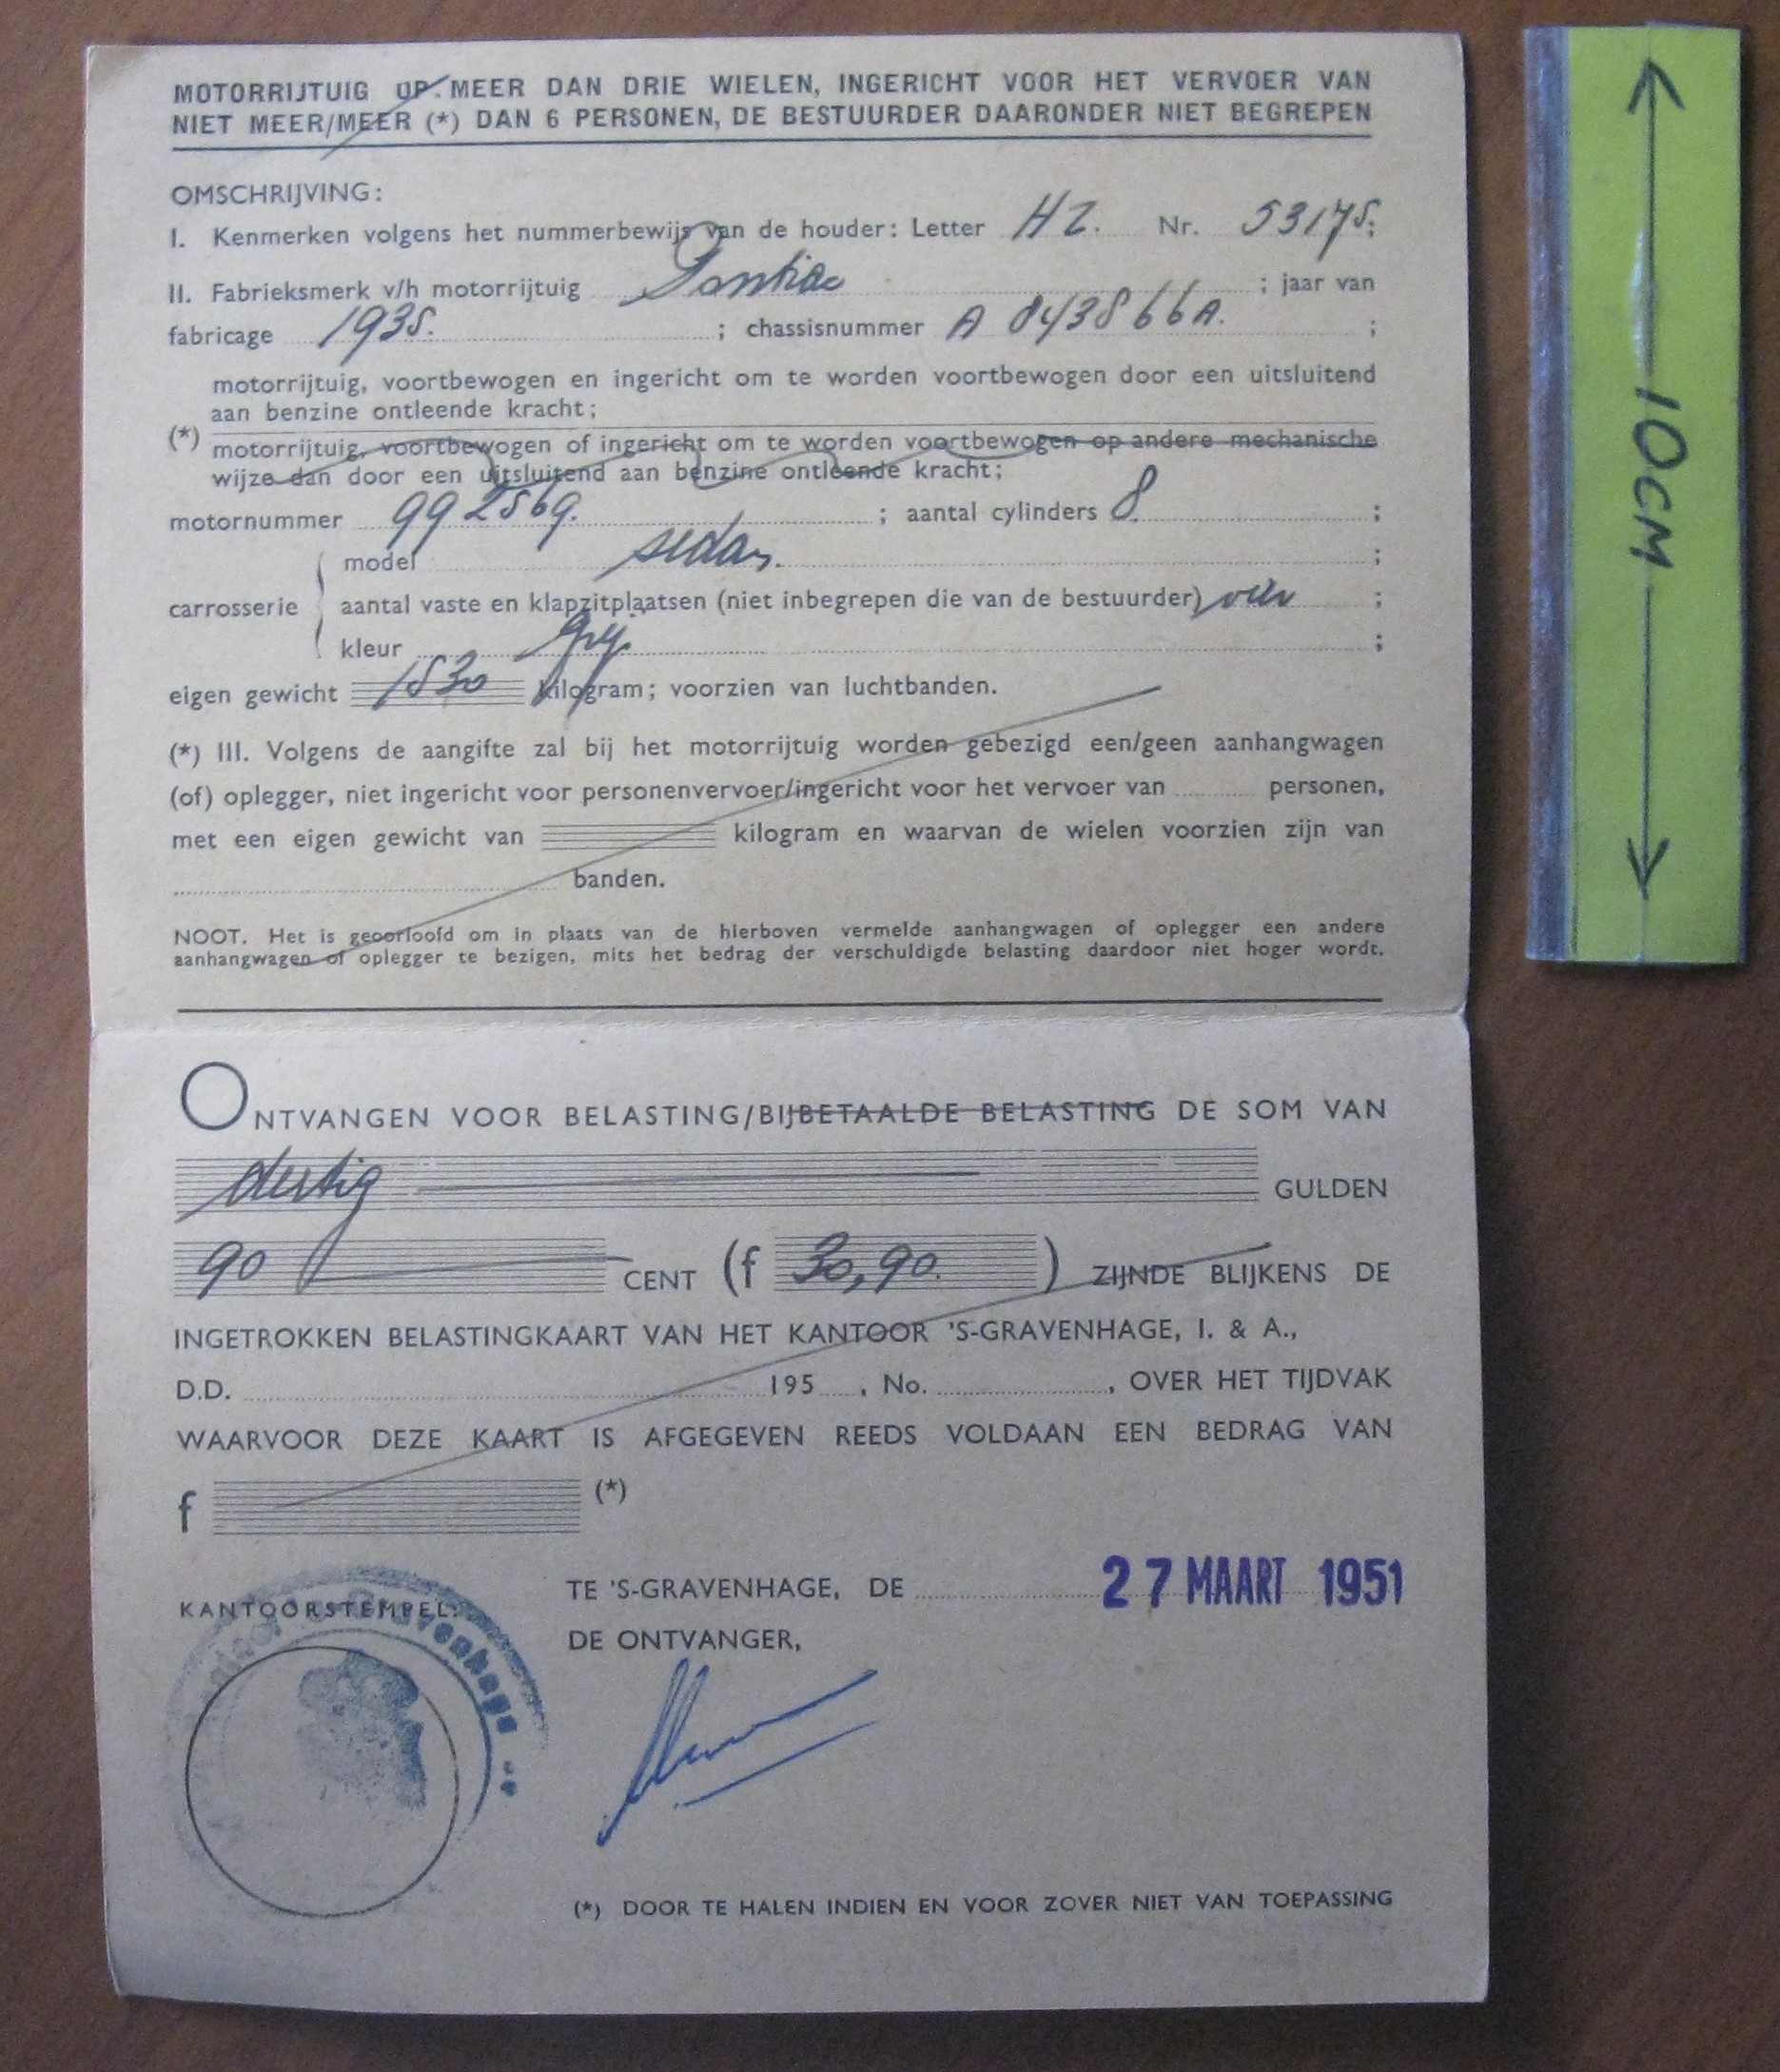 MOTORRIJTUIG OP MEER DAN DRIE WIELEN, INGERICHT VOOR HET VERVOER VAN
NIET MEER/MEER (*) DAN 6 PERSONEN, DE BESTUURDER DAARONDER NIET BEGREPEN
OMSCHRIJVING:
I. Kenmerken volgens het nummerbewijs van de houder: Letter HZ. Nr. 53175;
II. Fabrieksmerk v/h motorrijtuig Pontiac ; jaar van
fabricage 1935. ; chassisnummer A 843866A. ;
motorrijtuig, voortbewogen en ingericht om te worden voortbewogen door een uitsluitend
aan benzine ontleende kracht;
(*)
motorrijtuig, voortbewogen of ingericht om te worden voortbewogen op andere mechanische
wijze dan door een uitsluitend aan benzine ontleende kracht;
motornummer 992569. ; aantal cylinders 8. ;
model sedan. ;
carrosserie aantal vaste en klapzitplaatsen (niet inbegrepen die van de bestuurder) vier ;
kleur ;
eigen gewicht 1530 kilogram; voorzien van luchtbanden.
(*) III. Volgens de aangifte zal bij het motorrijtuig worden gebezigd een/geen aanhangwagen
(of) oplegger, niet ingericht voor personenvervoer/ingericht voor het vervoer van personen,
met een eigen gewicht van kilogram en waarvan de wielen voorzien zijn van
banden.
NOOT. Het is geoorloofd om in plaats van de hierboven vermelde aanhangwagen of oplegger een andere
aanhangwagen of oplegger te bezigen, mits het bedrag der verschuldigde belasting daardoor niet hoger wordt.
ONTVANGEN VOOR BELASTING/BIJBETAALDE BELASTING DE SOM VAN
dertig GULDEN
90 CENT (f 30,90.) ZIJNDE BLIJKENS DE
INGETROKKEN BELASTINGKAART VAN HET KANTOOR 'S-GRAVENHAGE, I. & A.,
D.D. 195 , No. , OVER HET TIJDVAK
WAARVOOR DEZE KAART IS AFGEGEVEN REEDS VOLDAAN EEN BEDRAG VAN
f (*)
TE 'S-GRAVENHAGE, DE 27 MAART 1951
KANTOORSTEMPEL:
DE ONTVANGER,
(*) DOOR TE HALEN INDIEN EN VOOR ZOVER NIET VAN TOEPASSING
10CM